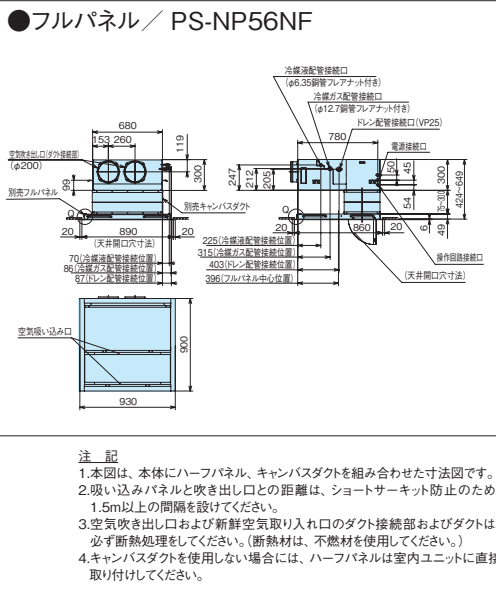 ●フルパネル／ PS-NP56NF
冷媒液配管接続口
(φ6.35銅管フレアナット付き)
冷媒ガス配管接続口
(φ12.7銅管フレアナット付き)
ドレン配管接続口(VP25)
電源接続口
680
153 260
119
空気吹き出し口(ダクト接続部)
(φ200)
300
99
別売フルパネル
別売キャンバスダクト
Q
20 890 20
(天井開口穴寸法)
70(冷媒液配管接続位置)
86(冷媒ガス配管接続位置)
87(ドレン配管接続位置)
780
247
212
205
50
45
300
54
424~649
Q
20 860 20
6
49
225(冷媒液配管接続位置)
315(冷媒ガス配管接続位置)
403(ドレン配管接続位置)
396(フルパネル中心位置)
操作回路接続口
(天井開口穴寸法)
空気吸い込み口
900
930
注 記
1.本図は、本体にハーフパネル、キャンバスダクトを組み合わせた寸法図です。
2.吸い込みパネルと吹き出し口との距離は、ショートサーキット防止のため
1.5m以上の間隔を設けてください。
3.空気吹き出し口および新鮮空気取り入れ口のダクト接続部およびダクトは
必ず断熱処理をしてください。(断熱材は、不燃材を使用してください。)
4.キャンバスダクトを使用しない場合には、ハーフパネルは室内ユニットに直接
取り付けしてください。